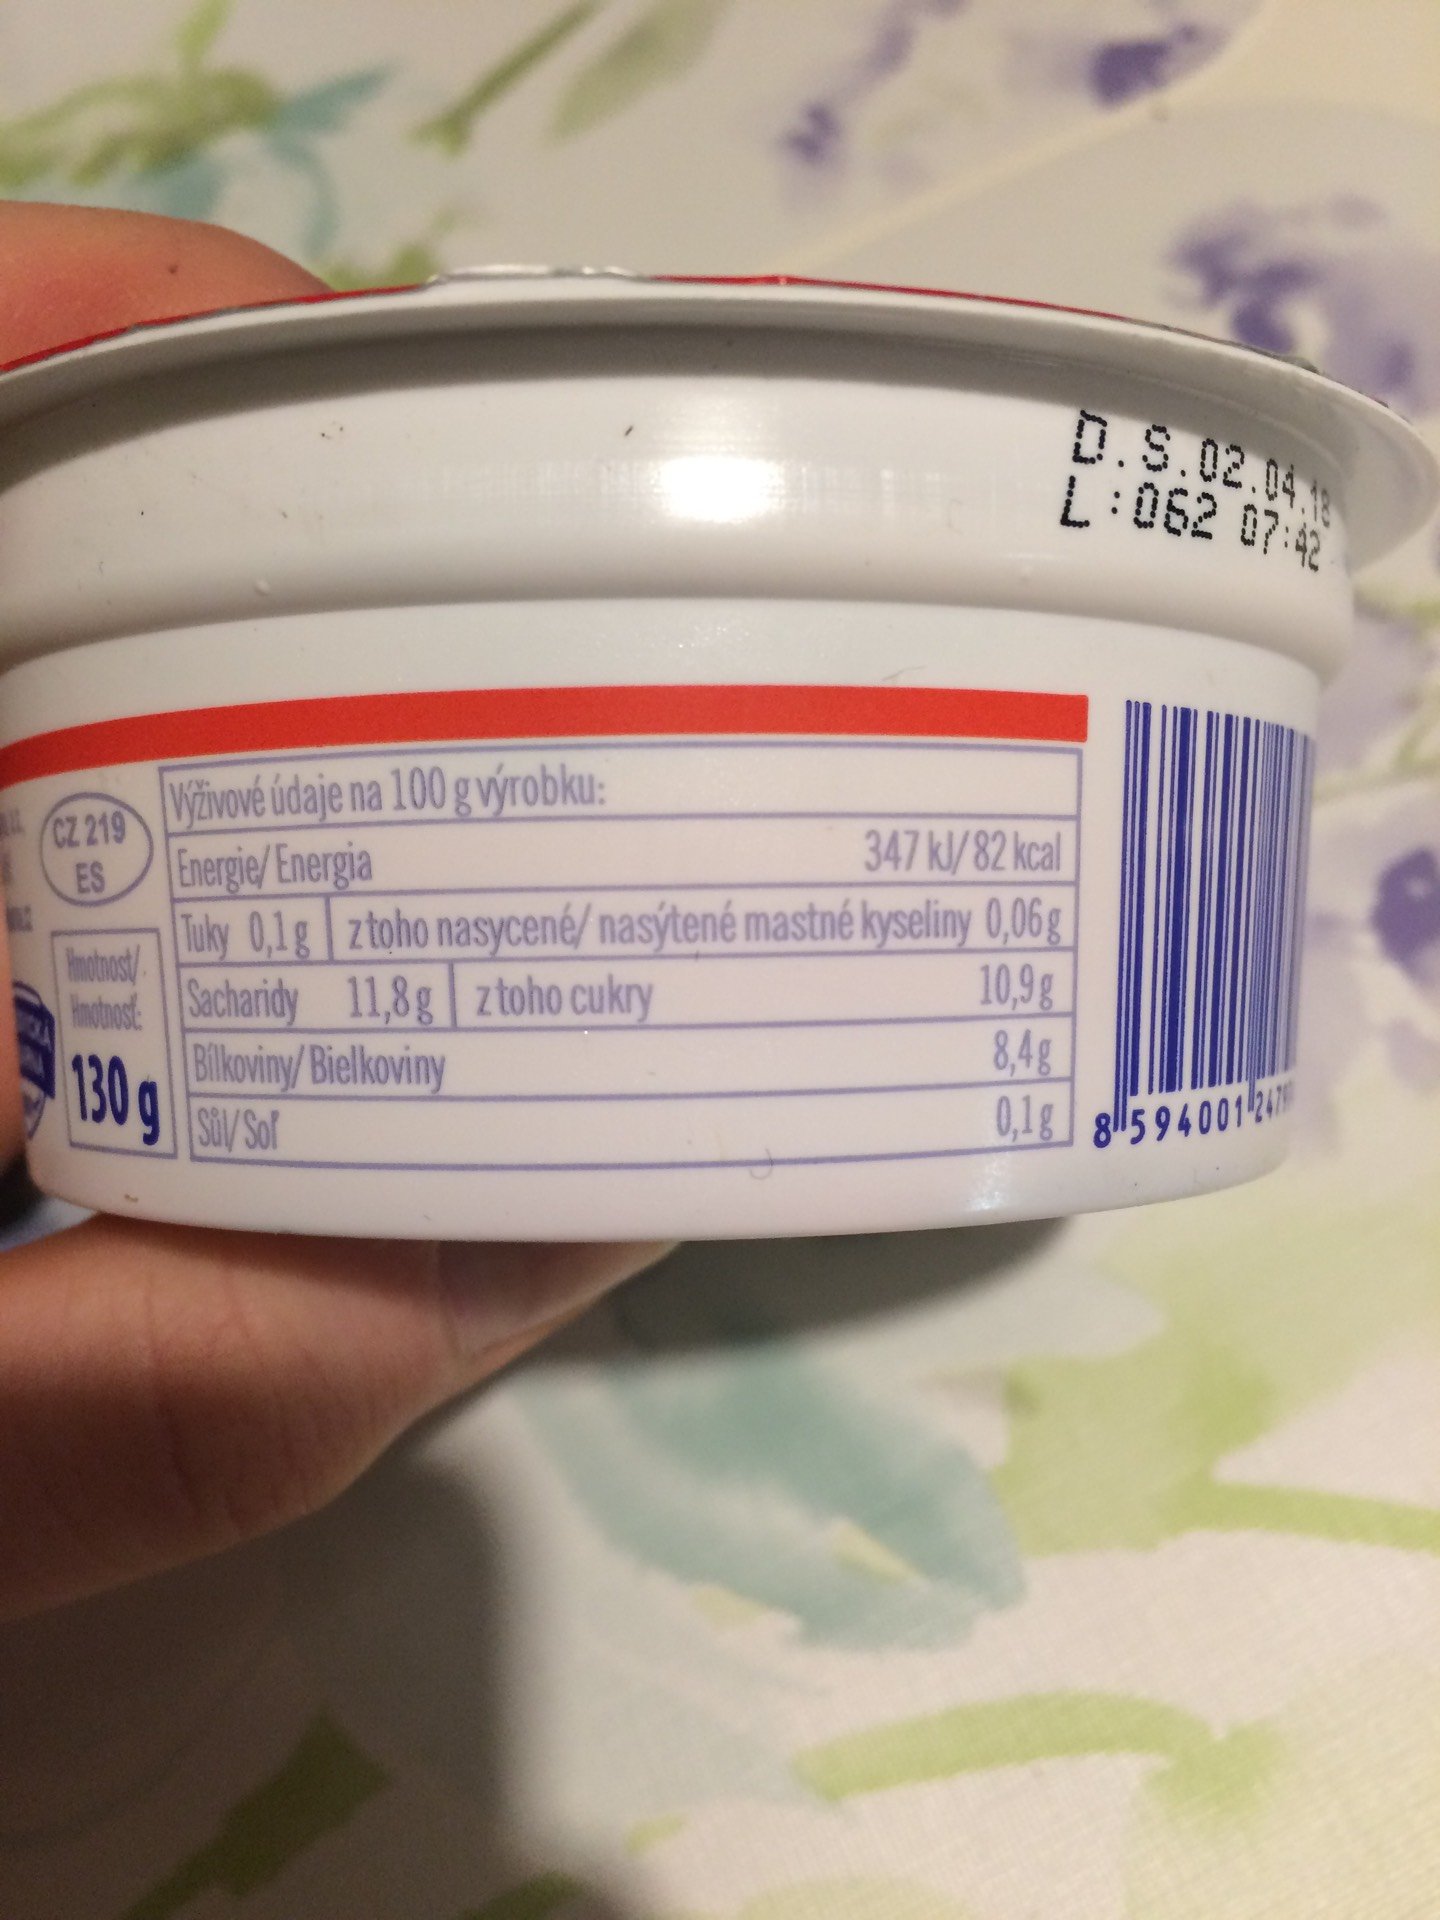 D.S.02.04.18
L:062 07:42
CZ 219
ES
Hmotnost/
Hmotnosť:
130 g
Výživové údaje na 100 g výrobku:
Energie/ Energia 347 kJ/ 82 kcal
Tuky 0,1 g z toho nasycené/ nasýtené mastné kyseliny 0,06 g
Sacharidy 11,8 g z toho cukry 10,9 g
Bílkoviny/ Bielkoviny 8,4 g
Sůl/ Soľ 0,1 g
8 594001